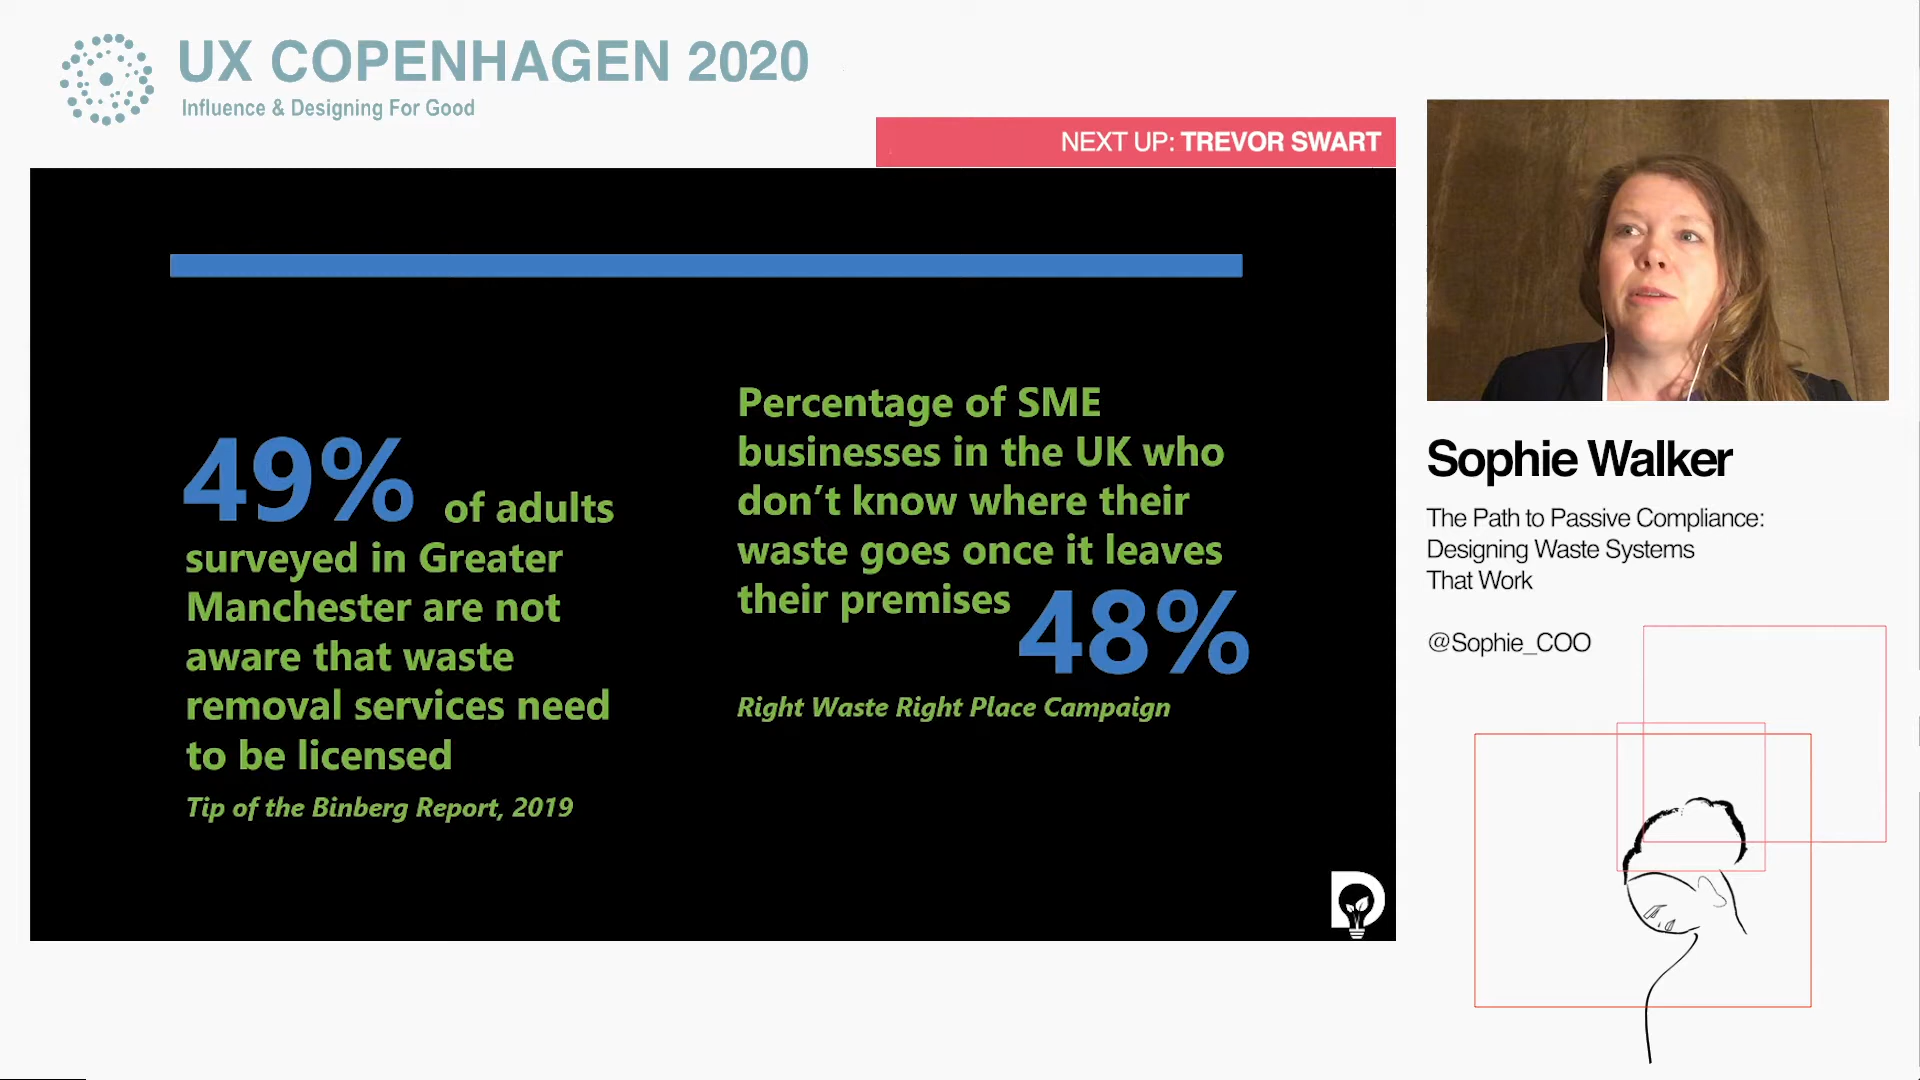 UX COPENHAGEN 2020
Influence & Designing For Good
NEXT UP: TREVOR SWART
49% of adults
surveyed in Greater
Manchester are not
aware that waste
removal services need
to be licensed
Tip of the Binberg Report, 2019
Percentage of SME
businesses in the UK who
don’t know where their
waste goes once it leaves
their premises 48%
Right Waste Right Place Campaign
Sophie Walker
The Path to Passive Compliance:
Designing Waste Systems
That Work
@Sophie_COO